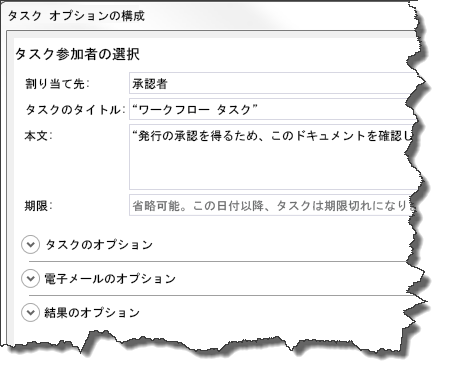 タスク オプションの構成
タスク参加者の選択
割り当て先: 承認者
タスクのタイトル: “ワークフロー タスク”
本文: “発行の承認を得るため、このドキュメントを確認し
期限: 省略可能。この日付以降、タスクは期限切れになり
タスクのオプション
電子メールのオプション
結果のオプション